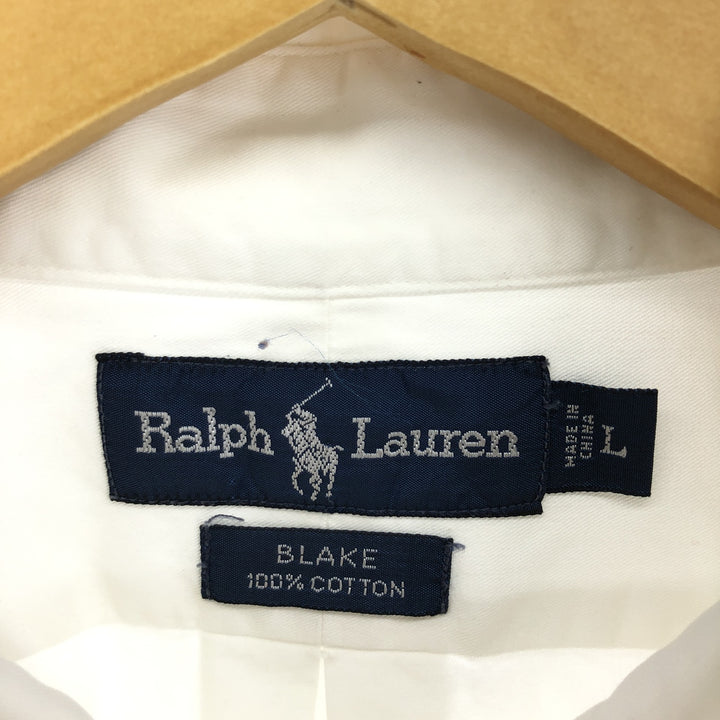 Ralph Lauren
MADE IN
CHINA
L
BLAKE
100% COTTON